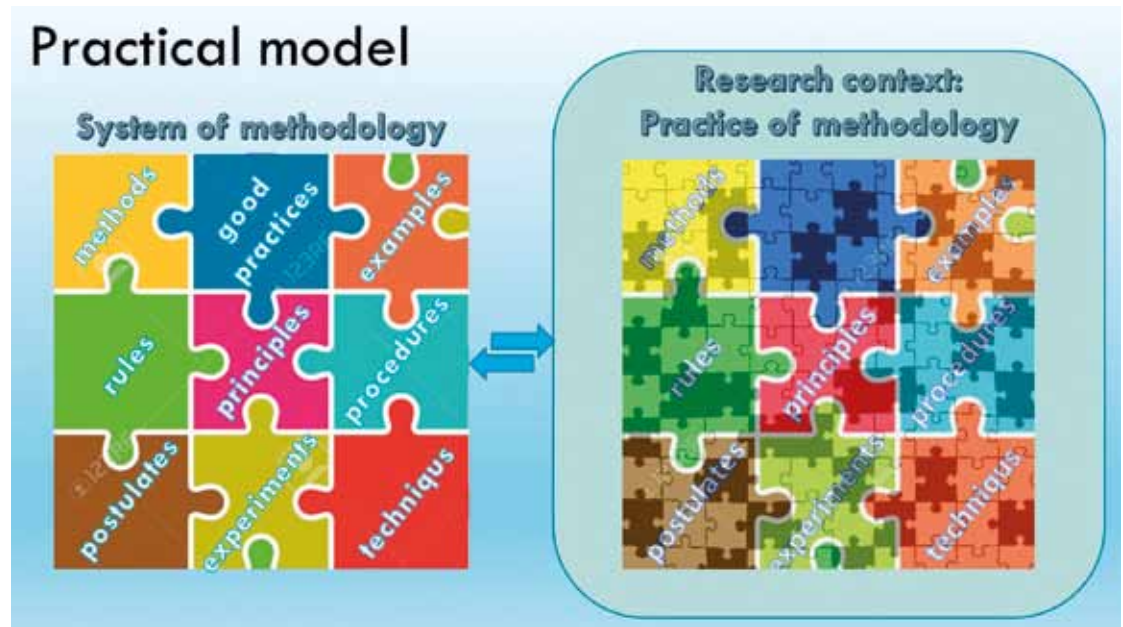 Practical model
System of methodology
methods
good
practices
examples
rules
principles
procedures
postulates
experiments
techniqus
Research context:
Practice of methodology
methods
examples
rules
principles
procedures
postulates
experiments
techniqus